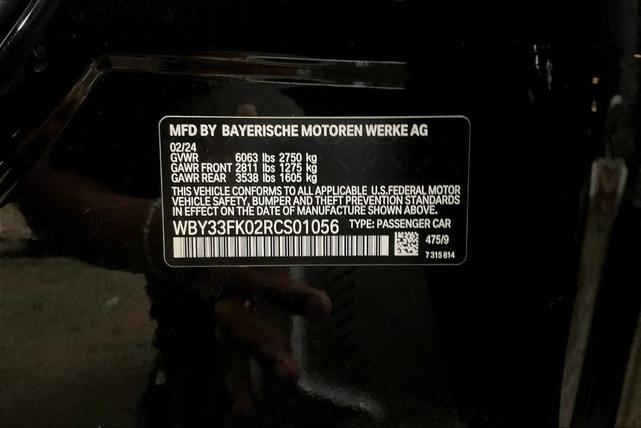 MFD BY BAYERISCHE MOTOREN WERKE AG
02/24
GVWR 6063 lbs 2750 kg
GAWR FRONT 2811 lbs 1275 kg
GAWR REAR 3538 lbs 1605 kg
THIS VEHICLE CONFORMS TO ALL APPLICABLE U.S.FEDERAL MOTOR
VEHICLE SAFETY, BUMPER AND THEFT PREVENTION STANDARDS
IN EFFECT ON THE DATE OF MANUFACTURE SHOWN ABOVE.
WBY33FK02RCS01056 TYPE: PASSENGER CAR
475/9
7 315 814